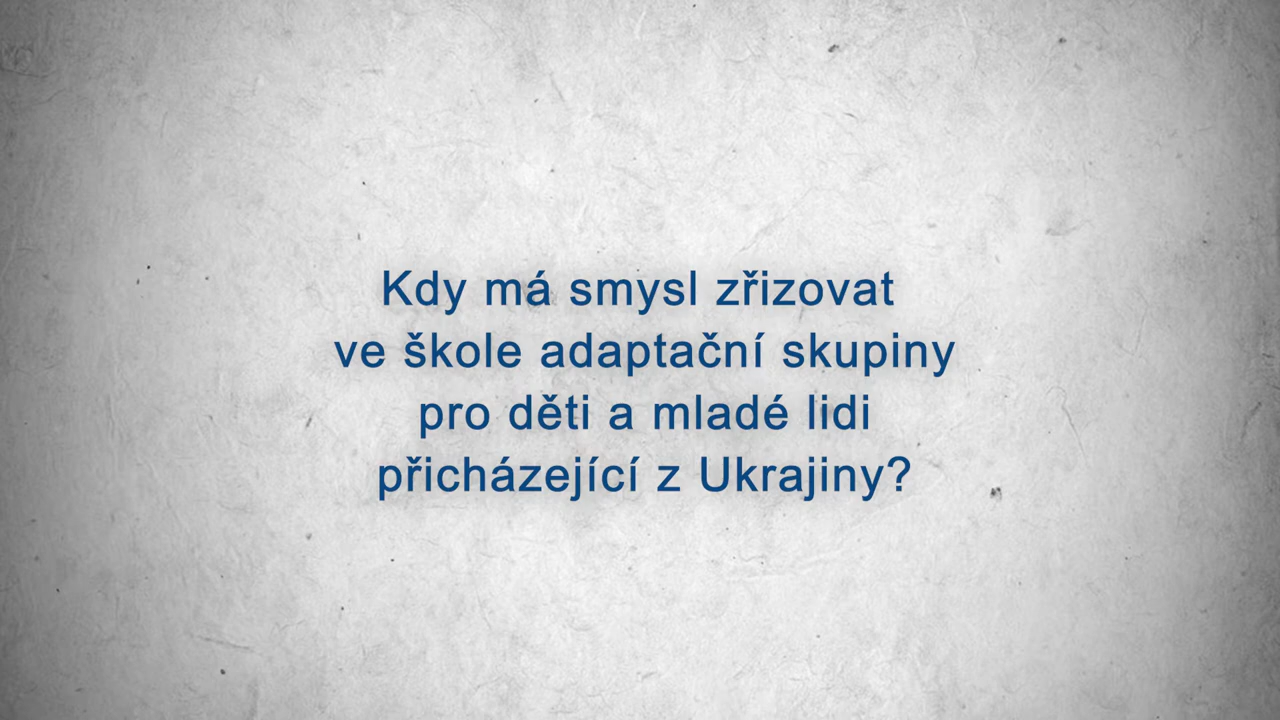 Kdy má smysl zřizovat
ve škole adaptační skupiny
pro děti a mladé lidi
přicházející z Ukrajiny?